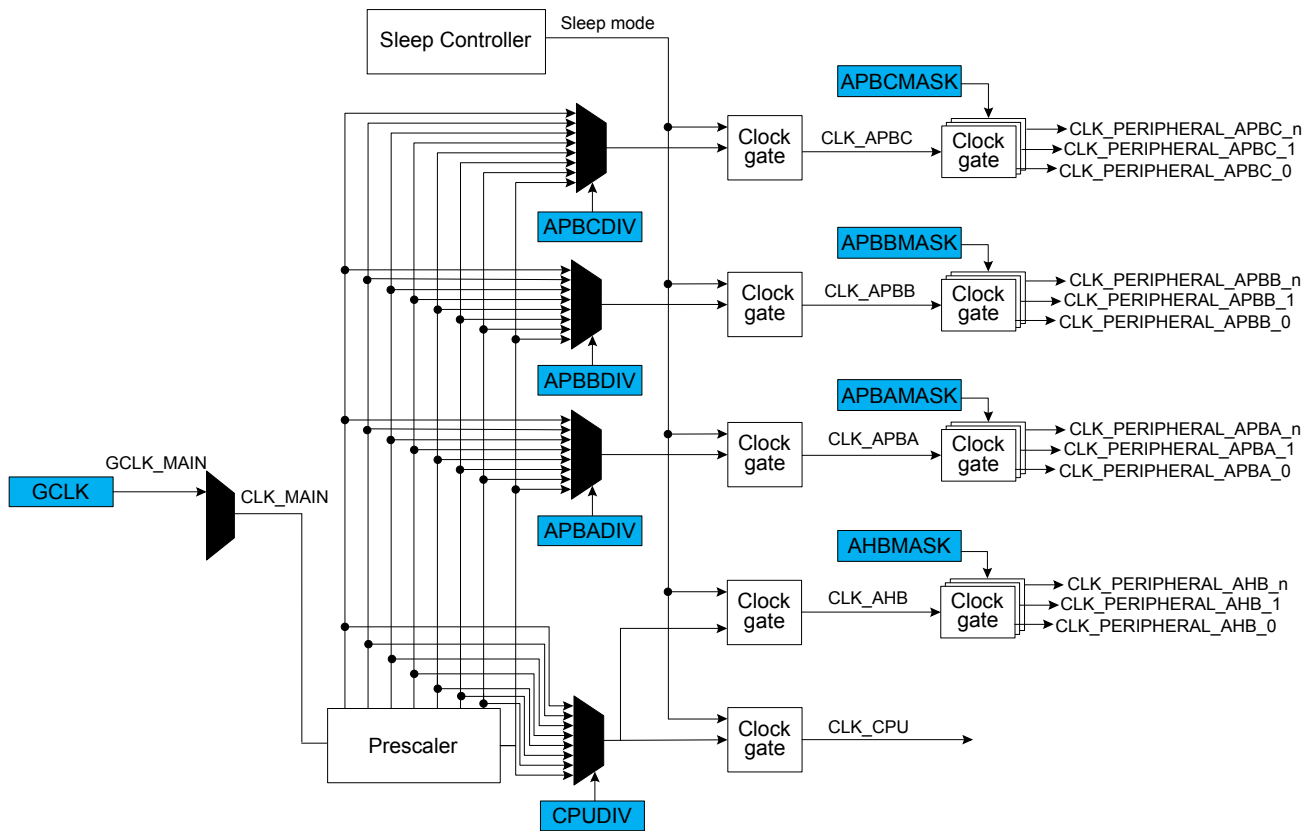 Sleep Controller
Sleep mode
APBCMASK
Clock
gate
CLK_APBC
Clock
gate
CLK_PERIPHERAL_APBC_n
CLK_PERIPHERAL_APBC_1
CLK_PERIPHERAL_APBC_0
APBCDIV
APBBMASK
Clock
gate
CLK_APBB
Clock
gate
CLK_PERIPHERAL_APBB_n
CLK_PERIPHERAL_APBB_1
CLK_PERIPHERAL_APBB_0
APBBDIV
APBAMASK
Clock
gate
CLK_APBA
Clock
gate
CLK_PERIPHERAL_APBA_n
CLK_PERIPHERAL_APBA_1
CLK_PERIPHERAL_APBA_0
GCLK
GCLK_MAIN
CLK_MAIN
APBADIV
AHBMASK
Clock
gate
CLK_AHB
Clock
gate
CLK_PERIPHERAL_AHB_n
CLK_PERIPHERAL_AHB_1
CLK_PERIPHERAL_AHB_0
Prescaler
Clock
gate
CLK_CPU
CPUDIV